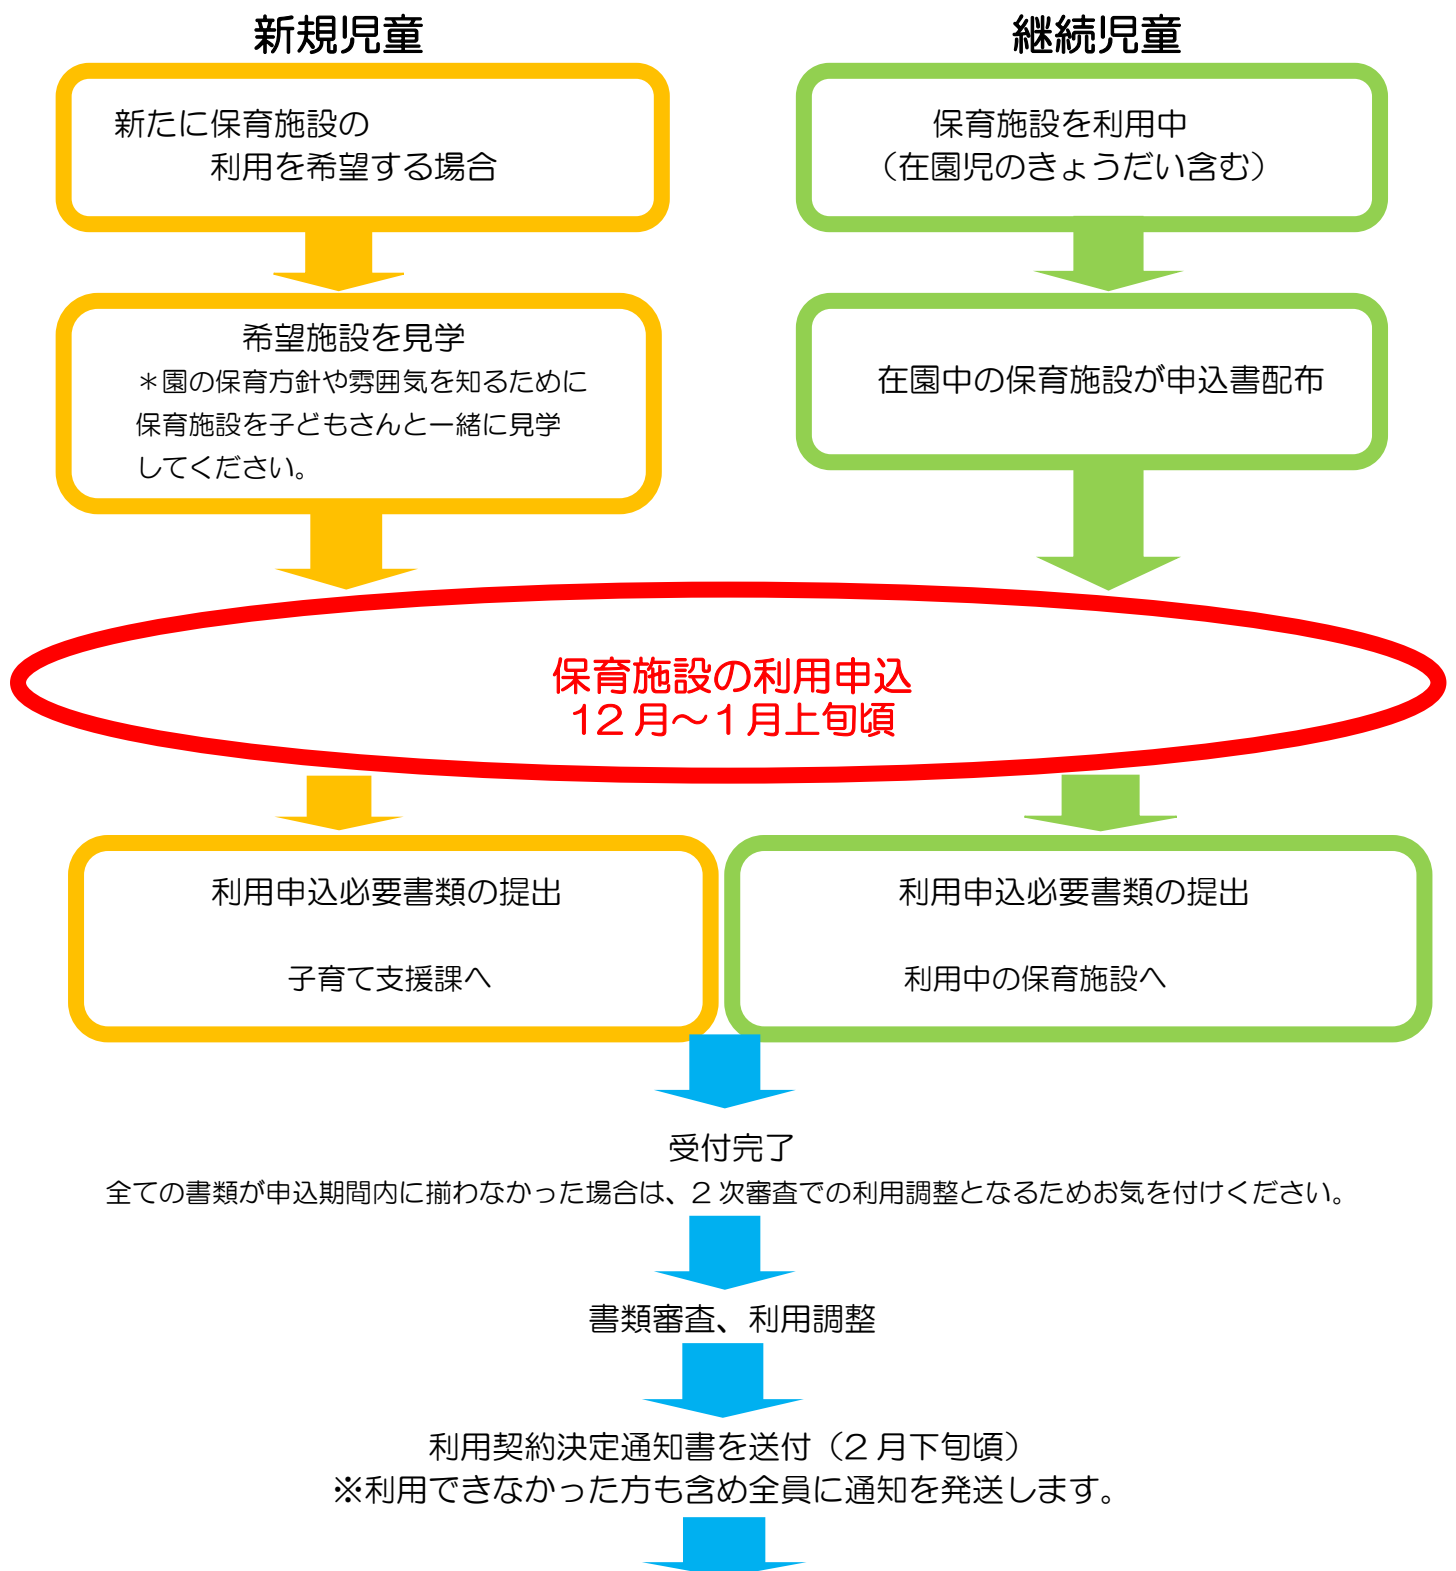 新規児童
継続児童
新たに保育施設の
利用を希望する場合
保育施設を利用中
（在園児のきょうだい含む）
希望施設を見学
＊園の保育方針や雰囲気を知るために
保育施設を子どもさんと一緒に見学
してください。
在園中の保育施設が申込書配布
保育施設の利用申込
12月～1月上旬頃
利用申込必要書類の提出
子育て支援課へ
利用申込必要書類の提出
利用中の保育施設へ
受付完了
全ての書類が申込期間内に揃わなかった場合は、2次審査での利用調整となるためお気を付けください。
書類審査、利用調整
利用契約決定通知書を送付（2月下旬頃）
※利用できなかった方も含め全員に通知を発送します。